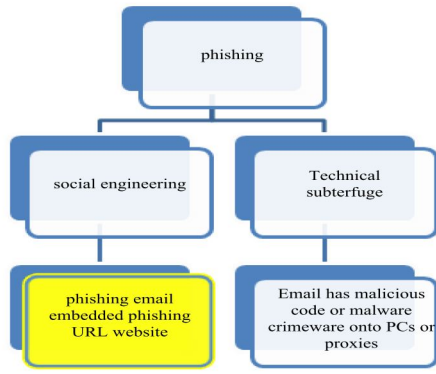 phishing
social engineering
Technical
subterfuge
phishing email
embedded phishing
URL website
Email has malicious
code or malware
crimeware onto PCs or
proxies